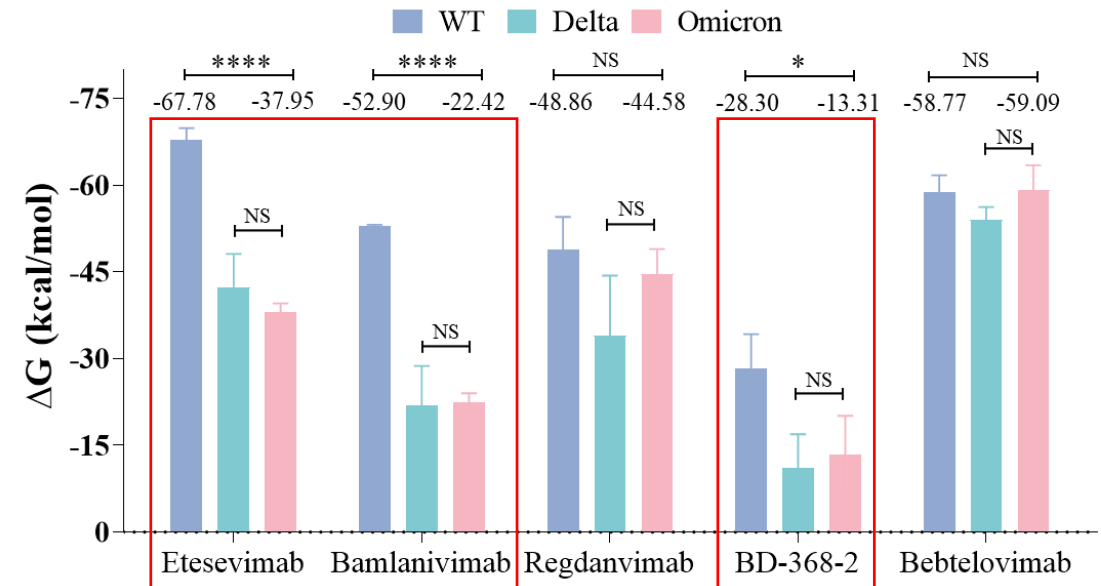 WT Delta Omicron
**** **** NS * NS
-67.78 -37.95 -52.90 -22.42 -48.86 -44.58 -28.30 -13.31 -58.77 -59.09
-75
NS
-60
NS NS
-45
NS
-30
NS
-15
0
ΔG (kcal/mol)
Etesevimab Bamlanivimab Regdanvimab BD-368-2 Bebtelovimab